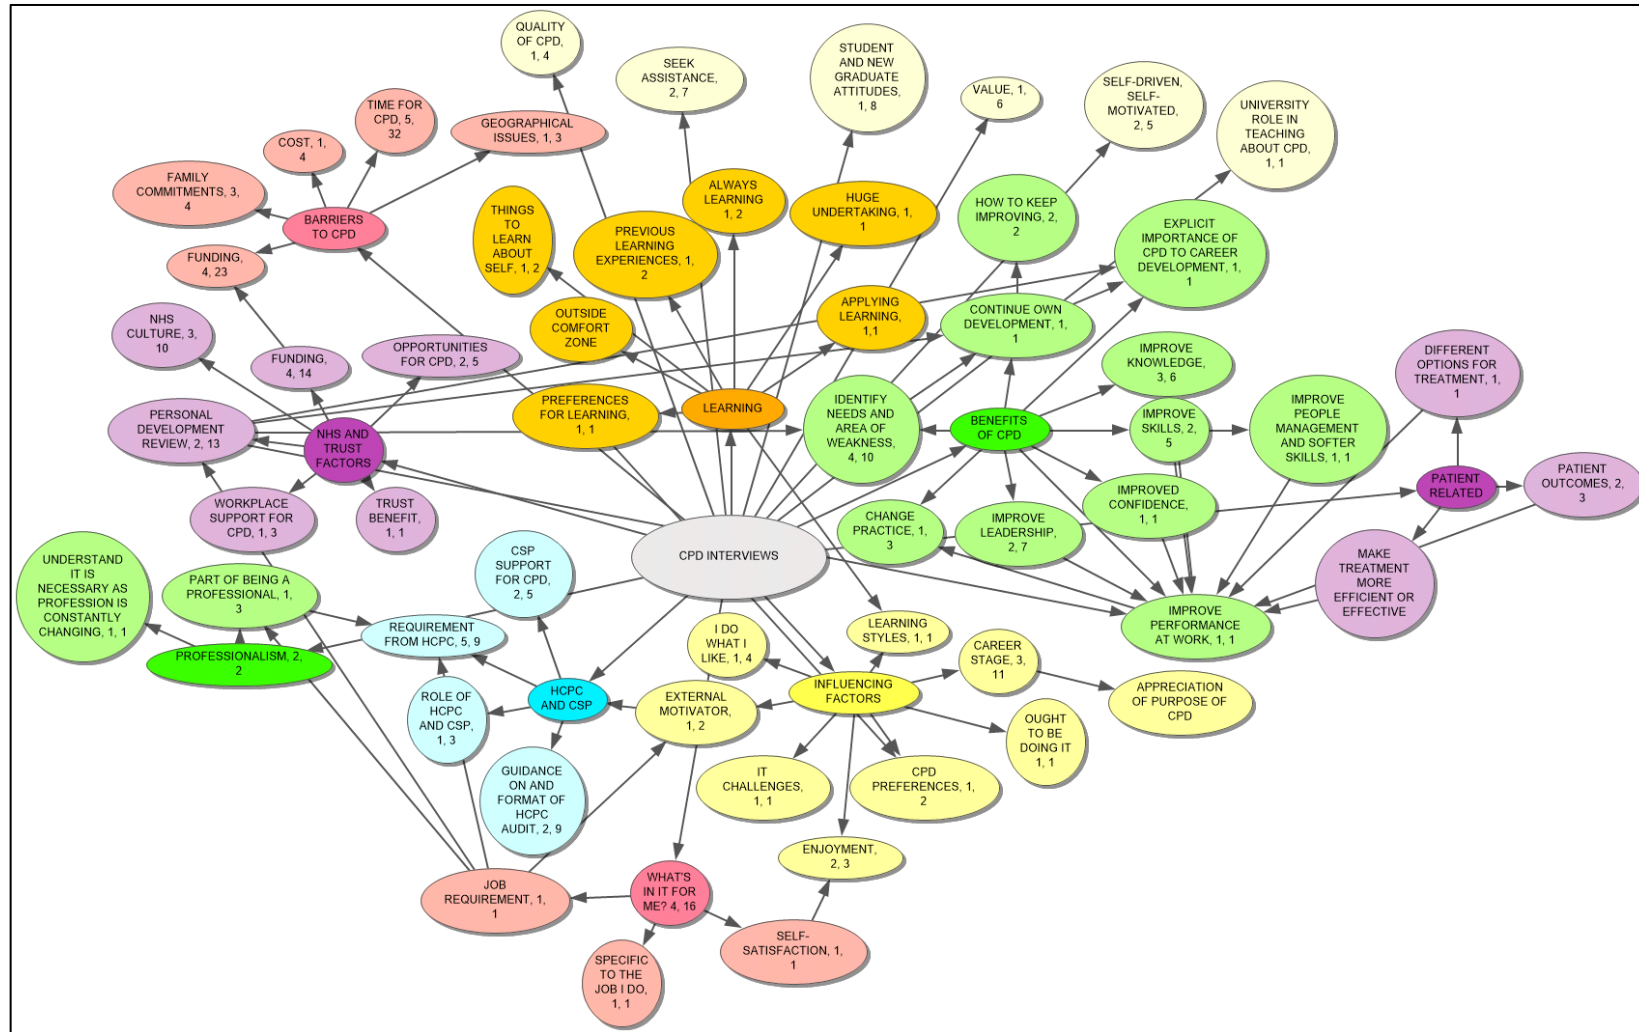 QUALITY
OF CPD,
1, 4
SEEK
ASSISTANCE,
2, 7
STUDENT
AND NEW
GRADUATE
ATTITUDES,
1, 8
VALUE, 1,
6
SELF-DRIVEN,
SELF-
MOTIVATED,
2, 5
UNIVERSITY
ROLE IN
TEACHING
ABOUT CPD,
1, 1
TIME FOR
CPD, 5,
32
COST, 1,
4
GEOGRAPHICAL
ISSUES, 1, 3
FAMILY
COMMITMENTS, 3,
4
BARRIERS
TO CPD
FUNDING,
4, 23
THINGS
TO
LEARN
ABOUT
SELF, 1, 2
PREVIOUS
LEARNING
EXPERIENCES, 1,
2
ALWAYS
LEARNING
1, 2
HUGE
UNDERTAKING, 1,
1
HOW TO KEEP
IMPROVING, 2,
2
EXPLICIT
IMPORTANCE OF
CPD TO CAREER
DEVELOPMENT, 1,
1
NHS
CULTURE, 3,
10
FUNDING,
4, 14
OPPORTUNITIES
FOR CPD, 2, 5
OUTSIDE
COMFORT
ZONE
APPLYING
LEARNING,
1,1
CONTINUE OWN
DEVELOPMENT, 1,
1
IMPROVE
KNOWLEDGE,
3, 6
DIFFERENT
OPTIONS FOR
TREATMENT, 1,
1
PERSONAL
DEVELOPMENT
REVIEW, 2, 13
NHS AND
TRUST
FACTORS
PREFERENCES
FOR LEARNING,
1, 1
LEARNING
IDENTIFY
NEEDS AND
AREA OF
WEAKNESS,
4, 10
BENEFITS
OF CPD
IMPROVE
SKILLS, 2,
5
IMPROVE
PEOPLE
MANAGEMENT
AND SOFTER
SKILLS, 1, 1
PATIENT
RELATED
PATIENT
OUTCOMES, 2,
3
WORKPLACE
SUPPORT FOR
CPD, 1, 3
TRUST
BENEFIT,
1, 1
CHANGE
PRACTICE, 1,
3
IMPROVE
LEADERSHIP,
2, 7
IMPROVED
CONFIDENCE,
1, 1
CPD INTERVIEWS
MAKE
TREATMENT
MORE
EFFICIENT OR
EFFECTIVE
UNDERSTAND
IT IS
NECESSARY AS
PROFESSION IS
CONSTANTLY
CHANGING, 1, 1
PART OF BEING A
PROFESSIONAL, 1,
3
CSP
SUPPORT
FOR CPD,
2, 5
REQUIREMENT
FROM HCPC, 5, 9
I DO
WHAT I
LIKE, 1, 4
LEARNING
STYLES, 1, 1
IMPROVE
PERFORMANCE
AT WORK, 1, 1
PROFESSIONALISM, 2,
2
CAREER
STAGE, 3,
11
ROLE OF
HCPC
AND CSP,
1, 3
HCPC
AND CSP
EXTERNAL
MOTIVATOR,
1, 2
INFLUENCING
FACTORS
APPRECIATION
OF PURPOSE OF
CPD
OUGHT
TO BE
DOING IT
1, 1
GUIDANCE
ON AND
FORMAT OF
HCPC
AUDIT, 2, 9
IT
CHALLENGES,
1, 1
CPD
PREFERENCES, 1,
2
ENJOYMENT,
2, 3
JOB
REQUIREMENT, 1,
1
WHAT'S
IN IT FOR
ME? 4, 16
SELF-
SATISFACTION, 1,
1
SPECIFIC
TO THE
JOB I DO,
1, 1